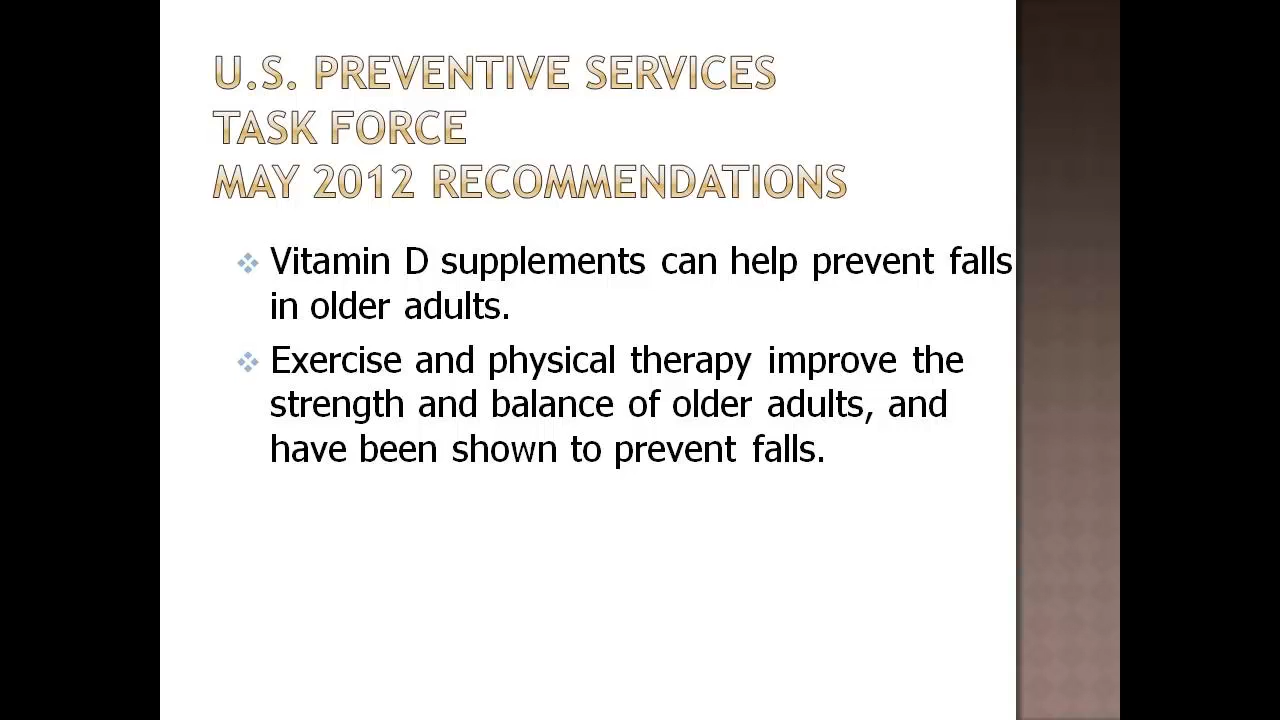 U.S. PREVENTIVE SERVICES
TASK FORCE
MAY 2012 RECOMMENDATIONS
Vitamin D supplements can help prevent falls
in older adults.
Exercise and physical therapy improve the
strength and balance of older adults, and
have been shown to prevent falls.